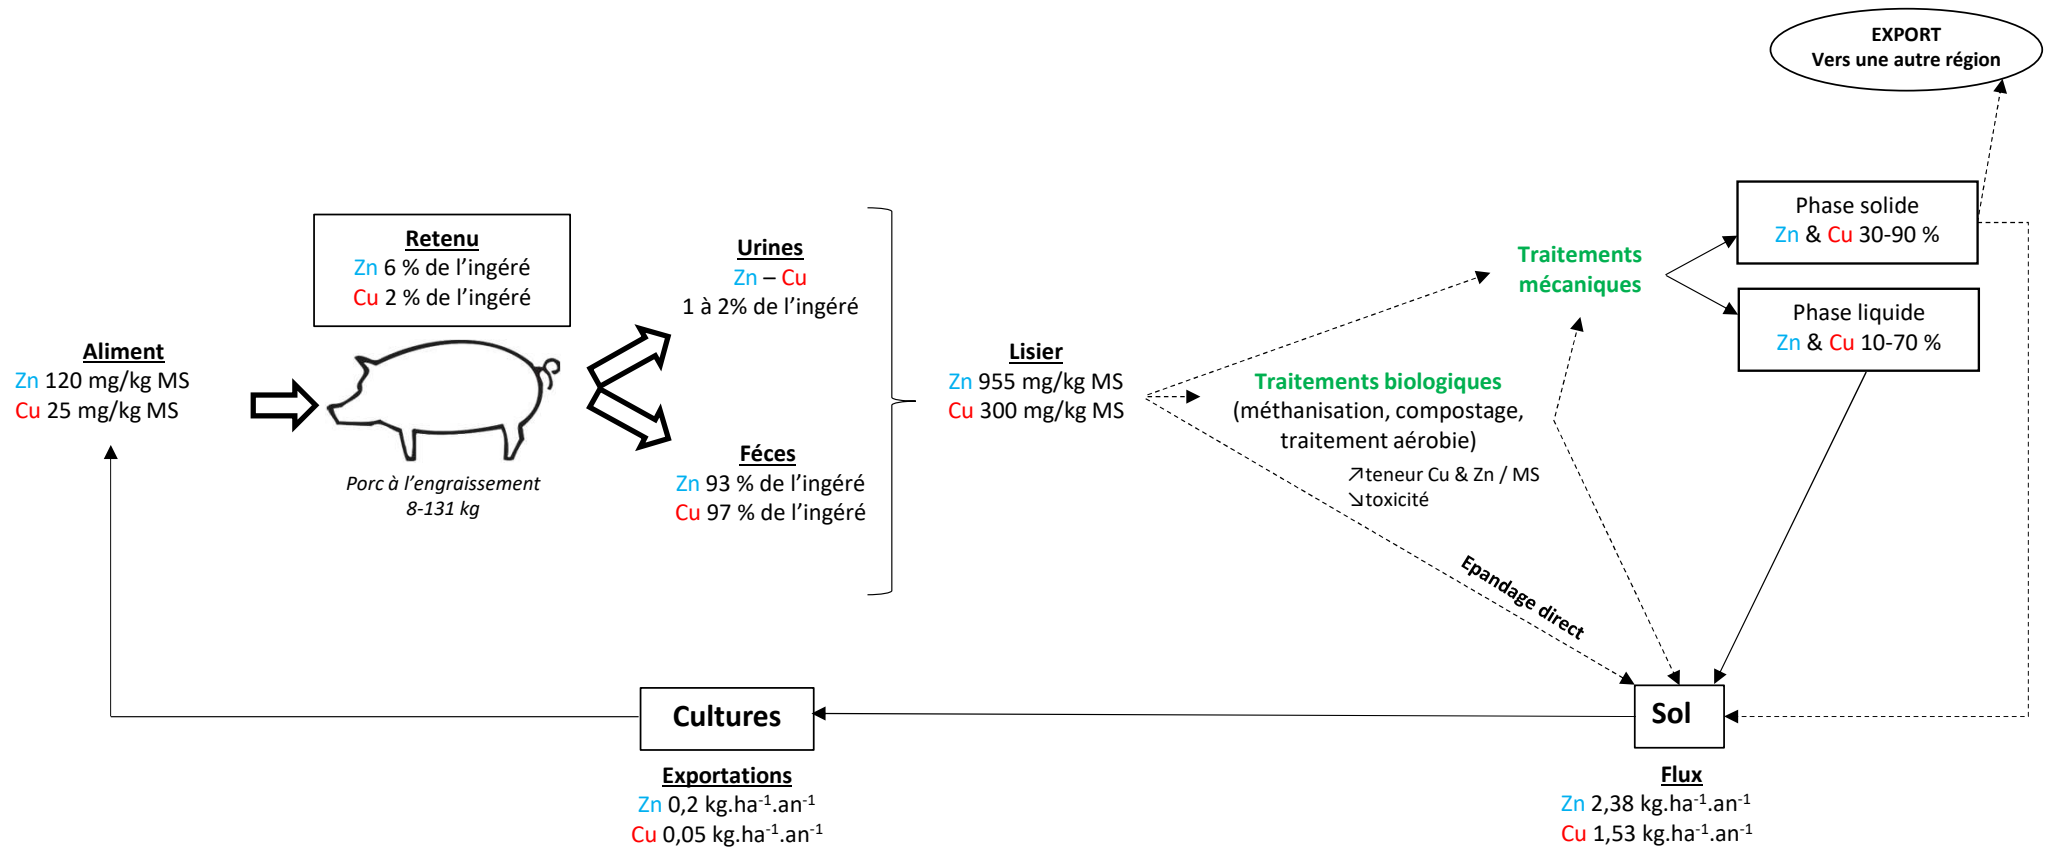 EXPORT
Vers une autre région
Retenu
Zn 6 % de l’ingéré
Cu 2 % de l’ingéré
Urines
Zn – Cu
1 à 2% de l’ingéré
Aliment
Zn 120 mg/kg MS
Cu 25 mg/kg MS
Porc à l’engraissement
8-131 kg
Féces
Zn 93 % de l’ingéré
Cu 97 % de l’ingéré
Lisier
Zn 955 mg/kg MS
Cu 300 mg/kg MS
Traitements
mécaniques
Phase solide
Zn & Cu 30-90 %
Phase liquide
Zn & Cu 10-70 %
Traitements biologiques
(méthanisation, compostage,
traitement aérobie)
↗teneur Cu & Zn / MS
↘toxicité
Epandage direct
Cultures
Exportations
Zn 0,2 kg.ha⁻¹.an⁻¹
Cu 0,05 kg.ha⁻¹.an⁻¹
Sol
Flux
Zn 2,38 kg.ha⁻¹.an⁻¹
Cu 1,53 kg.ha⁻¹.an⁻¹